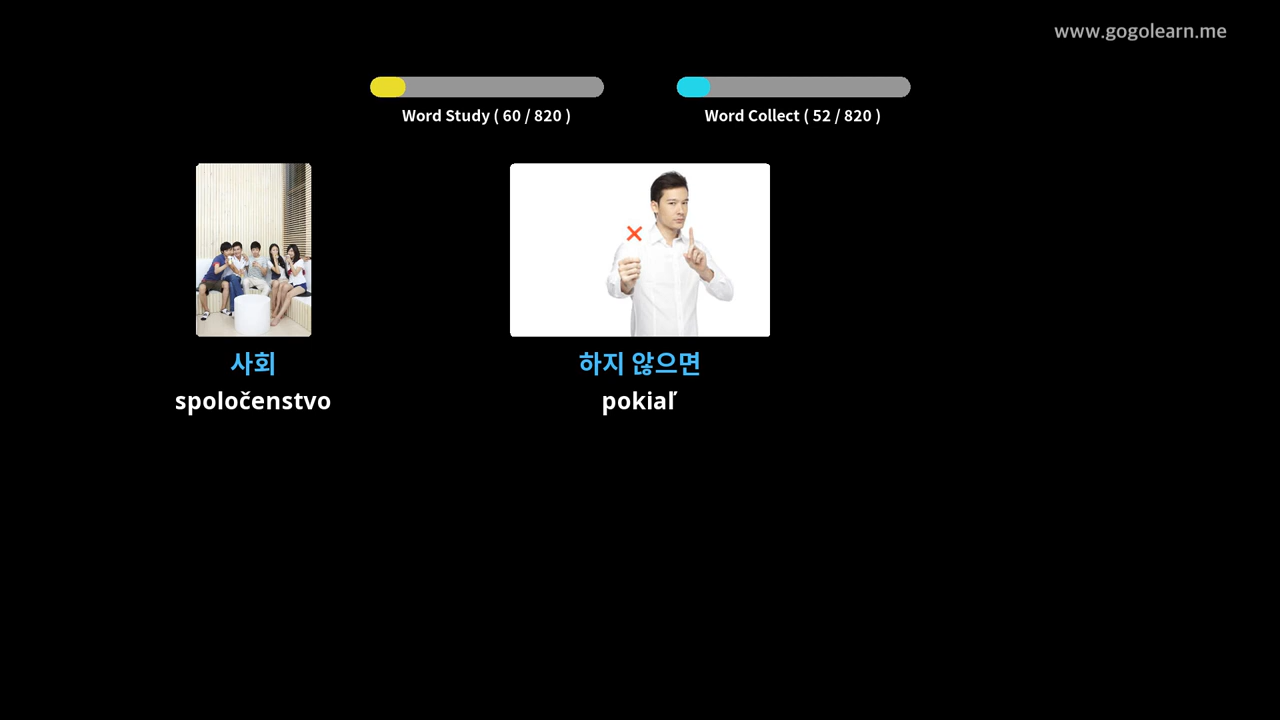 www.gogolearn.me
Word Study ( 60 / 820 )
Word Collect ( 52 / 820 )
사회
spoločenstvo
하지 않으면
pokiaľ